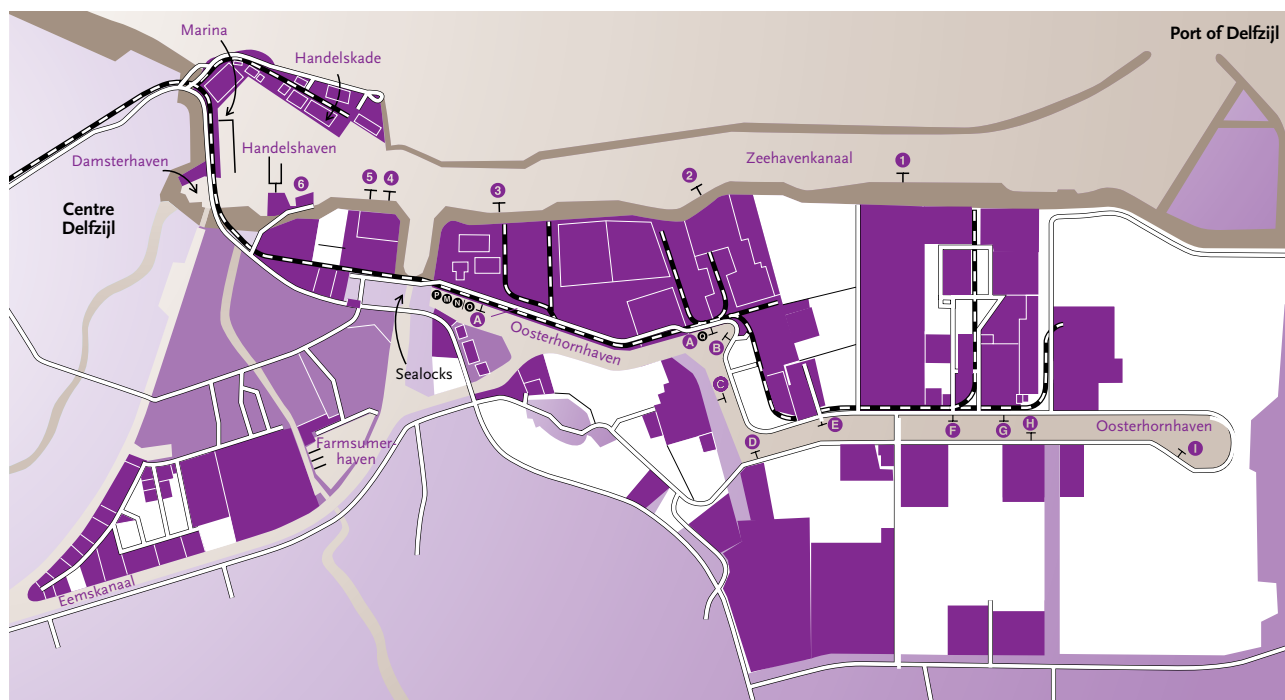 Port of Delfzijl
Marina
Handelskade
Damsterhaven
Handelshaven
Zeehavenkanaal
1
2
3
4
5
6
Centre
Delfzijl
P
M
N
O
A
Oosterhornhaven
A
Q
B
Sealocks
C
D
E
F
G
H
Oosterhornhaven
I
Farmsumer-
haven
Eemskanaal